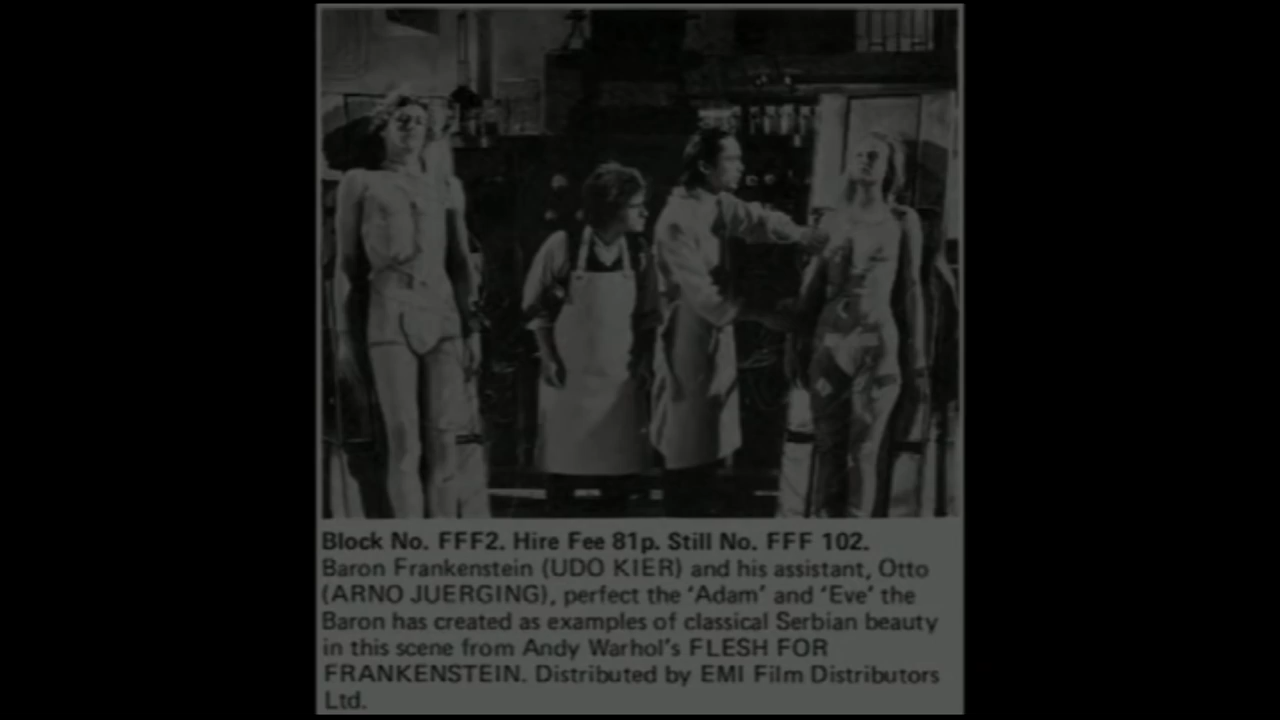 Block No. FFF2. Hire Fee 81p. Still No. FFF 102.
Baron Frankenstein (UDO KIER) and his assistant, Otto
(ARNO JUERGING), perfect the 'Adam' and 'Eve' the
Baron has created as examples of classical Serbian beauty
in this scene from Andy Warhol's FLESH FOR
FRANKENSTEIN. Distributed by EMI Film Distributors
Ltd.